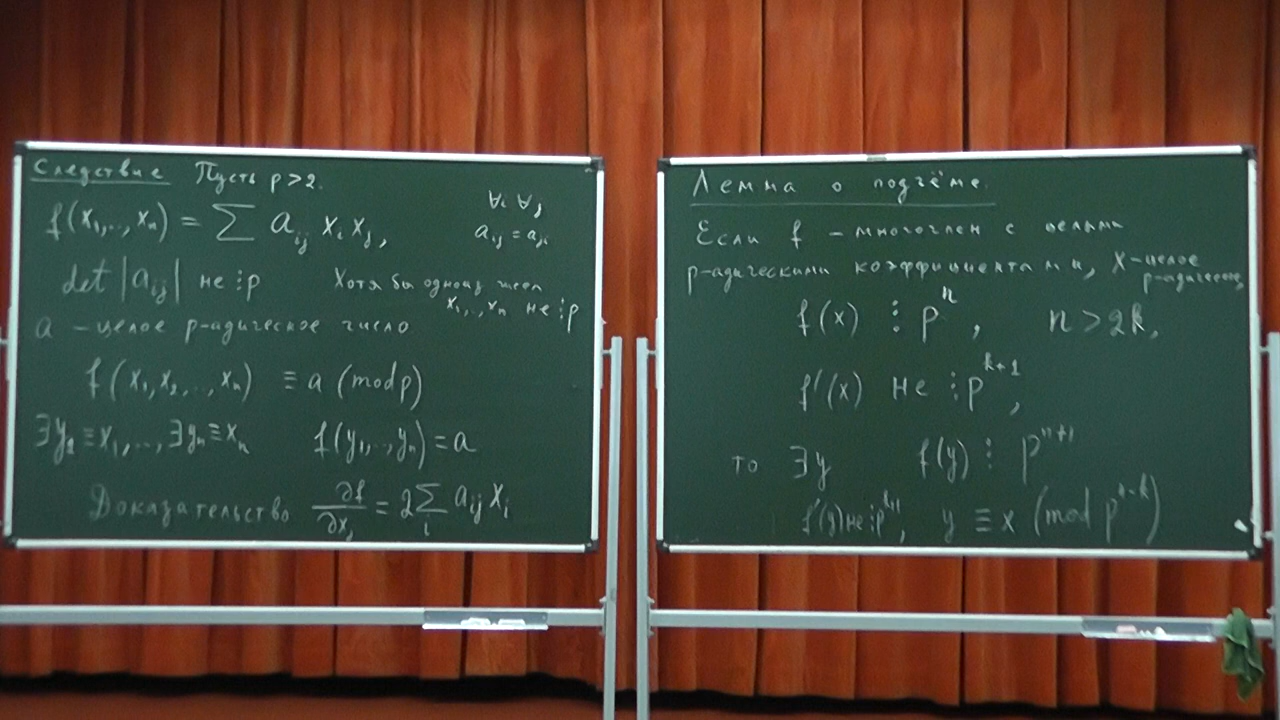 Следствие Пусть p>2.
f(x₁,..,xₙ) = ∑ aᵢⱼ xᵢ xⱼ, ∀i ∀j aᵢⱼ = aⱼᵢ
det |aᵢⱼ| не ⋮ p Хотя бы одно из чисел x₁,..,xₙ не ⋮ p
a – целое p-адическое число
f(x₁, x₂, .., xₙ) ≡ a (mod p)
∃y₁ ≡ x₁, .., ∃yₙ ≡ xₙ f(y₁,..,yₙ) = a
Доказательство ∂f/∂xⱼ = 2∑ᵢ aᵢⱼ xᵢ
Лемма о подъёме.
Если f – многочлен с целыми
p-адическими коэффициентами, x-целое p-адическое,
f(x) ⋮ pⁿ, n > 2k,
f'(x) не ⋮ pᵏ⁺¹,
то ∃y f(y) ⋮ pⁿ⁺¹
f'(y) не ⋮ pᵏ⁺¹, y ≡ x (mod pⁿ⁻ᵏ)